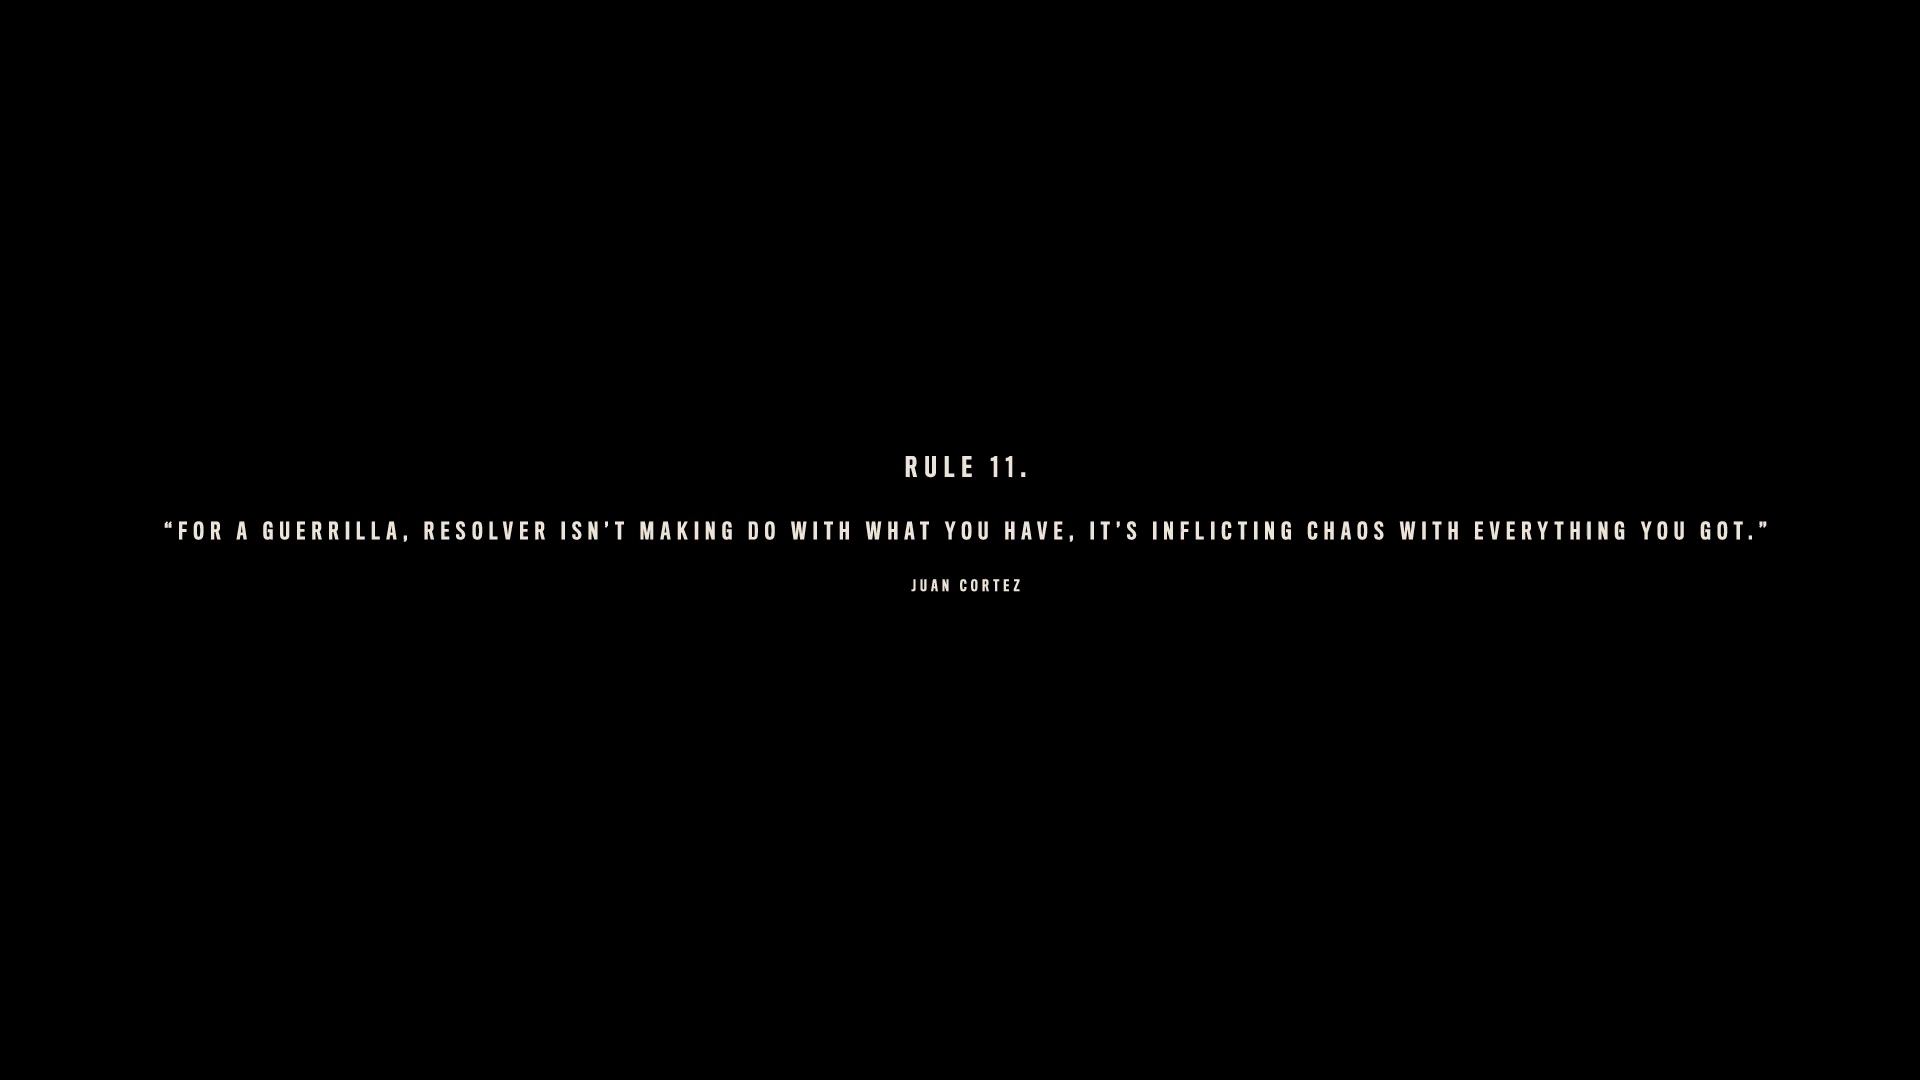 RULE 11.
“FOR A GUERRILLA, RESOLVER ISN’T MAKING DO WITH WHAT YOU HAVE, IT’S INFLICTING CHAOS WITH EVERYTHING YOU GOT.”
JUAN CORTEZ